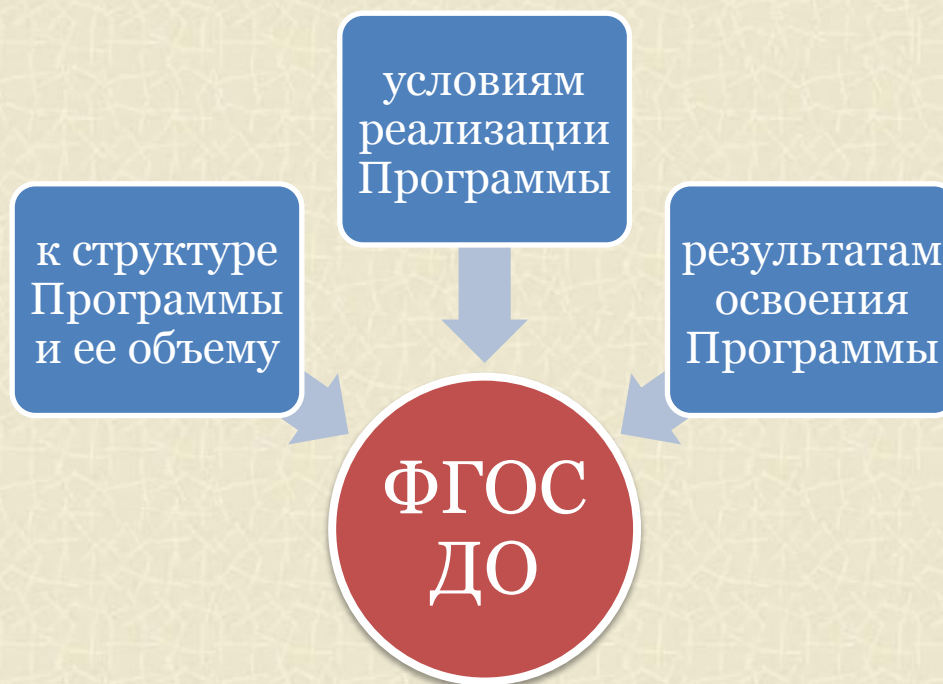 к структуре
Программы
и ее объему
условиям
реализации
Программы
результатам
освоения
Программы
ФГОС
ДО